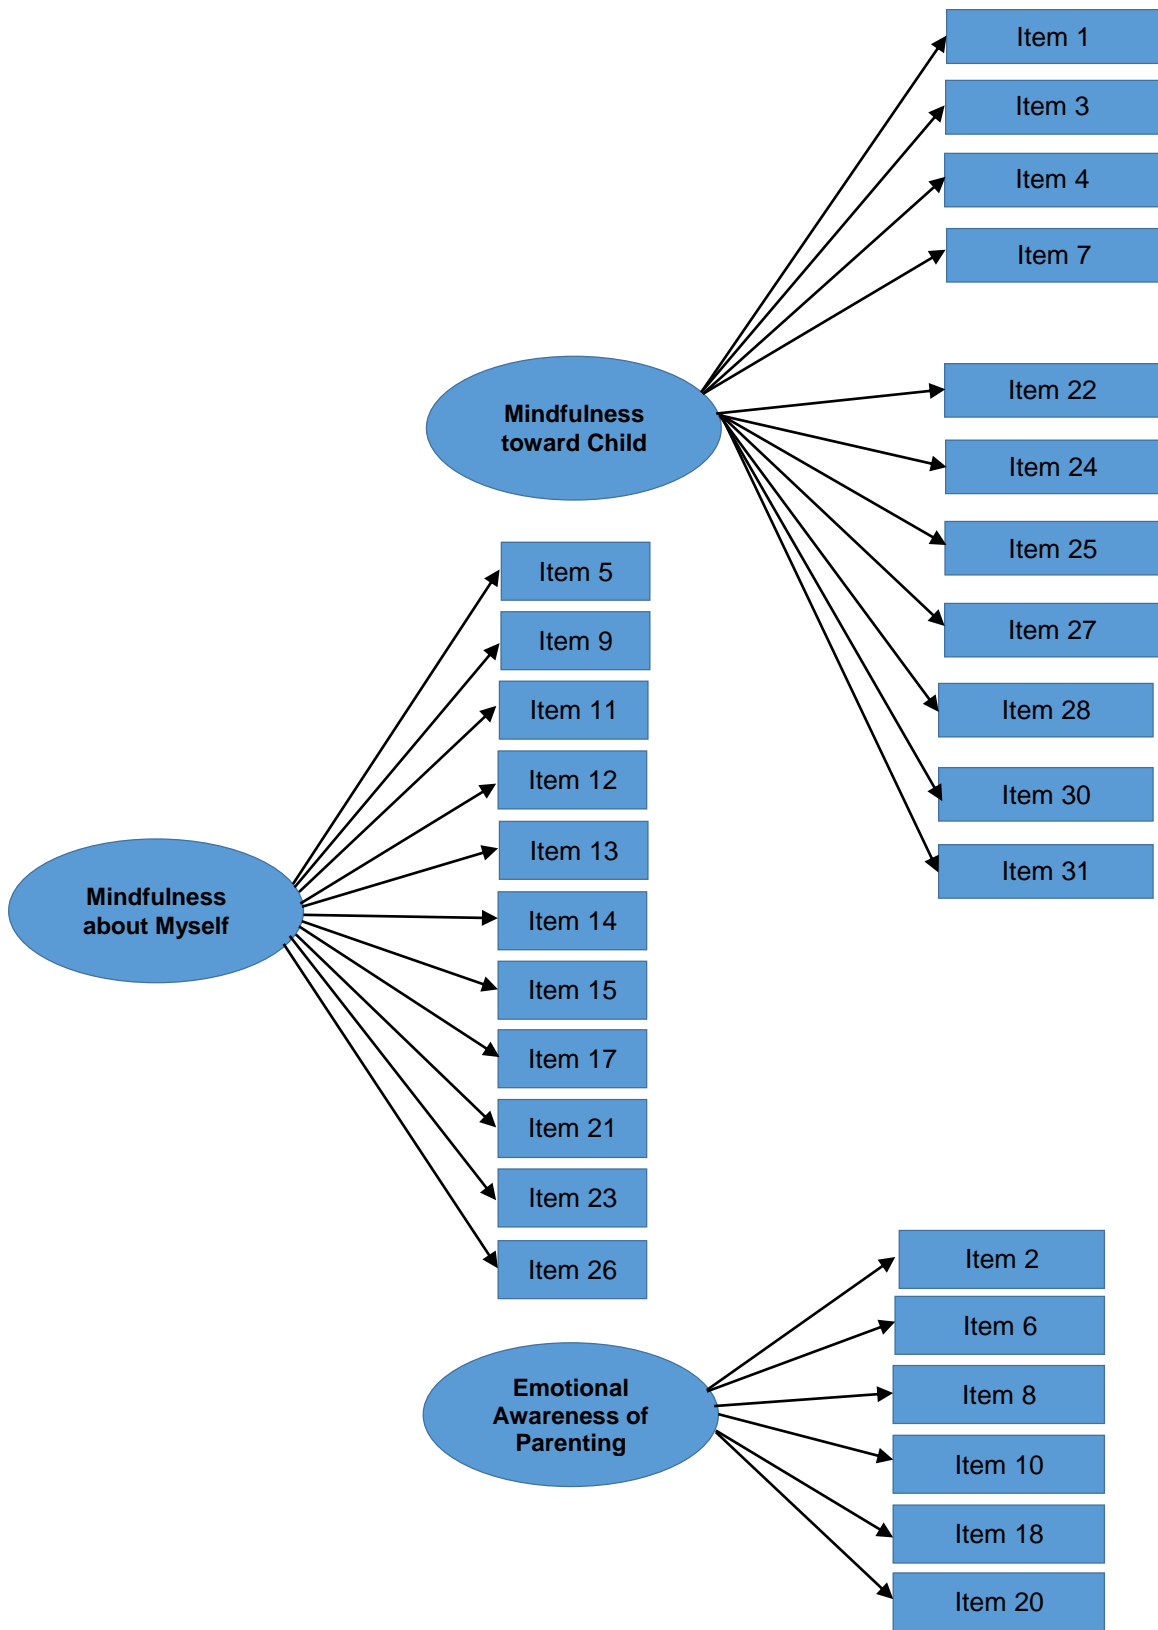 Item 1
Item 3
Item 4
Item 7
Mindfulness
toward Child
Item 22
Item 24
Item 25
Item 27
Item 28
Item 30
Item 31
Mindfulness
about Myself
Item 5
Item 9
Item 11
Item 12
Item 13
Item 14
Item 15
Item 17
Item 21
Item 23
Item 26
Emotional
Awareness of
Parenting
Item 2
Item 6
Item 8
Item 10
Item 18
Item 20